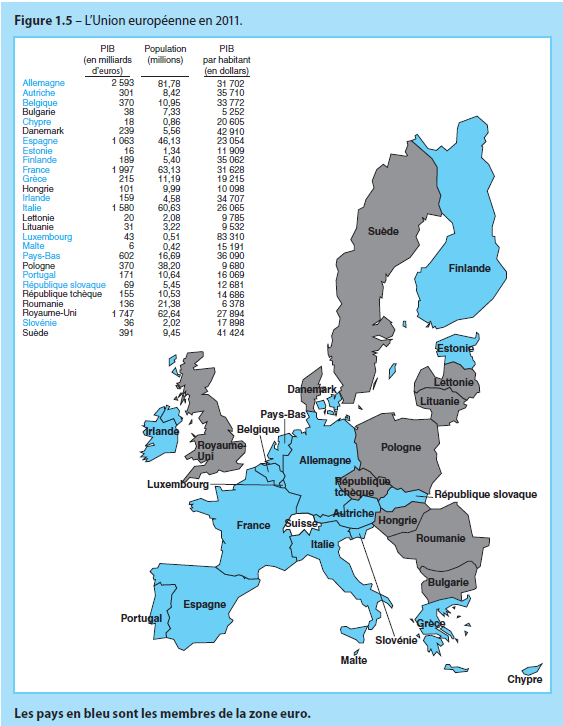 Figure 1.5 – L’Union européenne en 2011.
PIB Population PIB
(en milliards (millions) par habitant
d’euros) (en dollars)
Allemagne 2 593 81,78 31 702
Autriche 301 8,42 35 710
Belgique 370 10,95 33 772
Bulgarie 38 7,33 5 252
Chypre 18 0,86 20 605
Danemark 239 5,56 42 910
Espagne 1 063 46,13 23 054
Estonie 16 1,34 11 909
Finlande 189 5,40 35 062
France 1 997 63,13 31 628
Grèce 215 11,19 19 215
Hongrie 101 9,99 10 098
Irlande 159 4,58 34 707
Italie 1 580 60,63 26 065
Lettonie 20 2,08 9 785
Lituanie 31 3,22 9 532
Luxembourg 43 0,51 83 310
Malte 6 0,42 15 191
Pays-Bas 602 16,69 36 090
Pologne 370 38,20 9 680
Portugal 171 10,64 16 069
République slovaque 69 5,45 12 681
République tchèque 155 10,53 14 686
Roumanie 136 21,38 6 378
Royaume-Uni 1 747 62,64 27 894
Slovénie 36 2,02 17 898
Suède 391 9,45 41 424
Suède
Finlande
Estonie
Lettonie
Lituanie
Danemark
Pays-Bas
Belgique
Irlande
Royaume-
Uni
Pologne
Allemagne
Luxembourg
République
tchèque
République slovaque
Autriche
Hongrie
France
Suisse
Roumanie
Italie
Bulgarie
Espagne
Portugal
Grèce
Slovénie
Malte
Chypre
Les pays en bleu sont les membres de la zone euro.